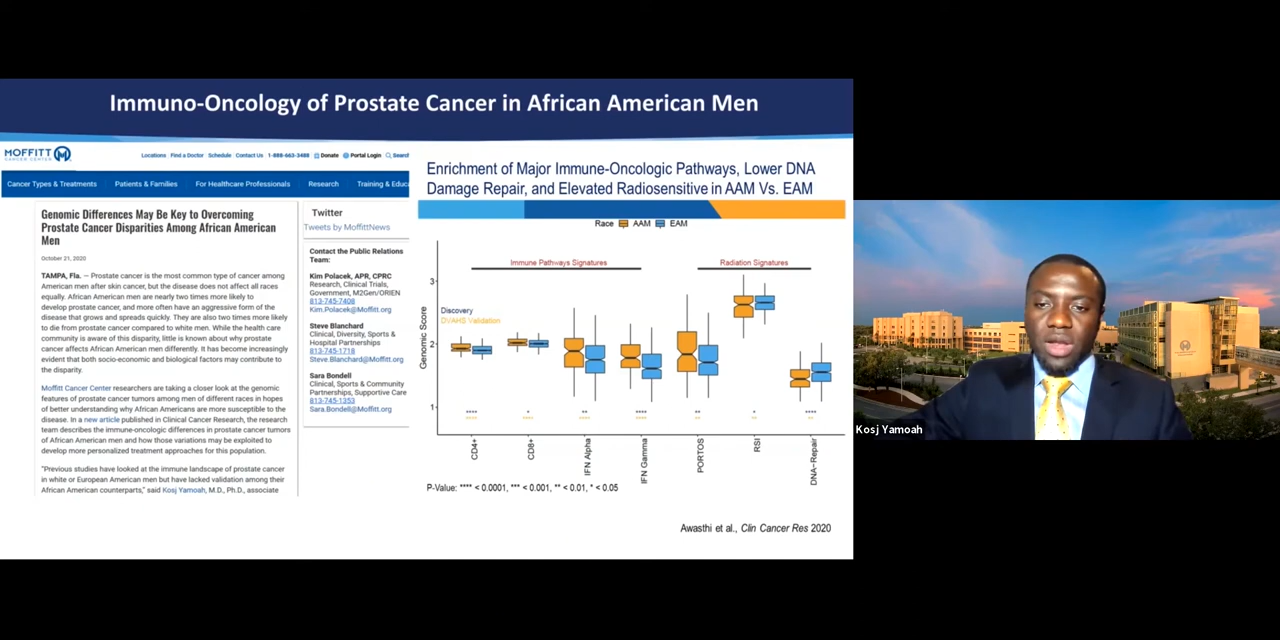 Immuno-Oncology of Prostate Cancer in African American Men
MOFFITT
CANCER CENTER
Locations Find a Doctor Schedule Contact Us 1-888-663-3488 Donate Portal Login Search
Cancer Types & Treatments Patients & Families For Healthcare Professionals Research Training & Educa
Genomic Differences May Be Key to Overcoming
Prostate Cancer Disparities Among African American
Men
October 21, 2020
TAMPA, Fla. – Prostate cancer is the most common type of cancer among
American men after skin cancer, but the disease does not affect all races
equally. African American men are nearly two times more likely to
develop prostate cancer, and more often have an aggressive form of the
disease that grows and spreads quickly. They are also two times more likely
to die from prostate cancer compared to white men. While the health care
community is aware of this disparity, little is known about why prostate
cancer affects African American men differently. It has become increasingly
evident that both socio-economic and biological factors may contribute to
the disparity.
Moffitt Cancer Center researchers are taking a closer look at the genomic
features of prostate cancer tumors among men of different races in hopes
of better understanding why African Americans are more susceptible to the
disease. In a new article published in Clinical Cancer Research, the research
team describes the immune-oncologic differences in prostate cancer tumors
of African American men and how those variations may be exploited to
develop more personalized treatment approaches for this population.
"Previous studies have looked at the immune landscape of prostate cancer
in white or European American men but have lacked validation among their
African American counterparts," said Kosj Yamoah, M.D., Ph.D., associate
Twitter
Tweets by MoffittNews
Contact the Public Relations
Team:
Kim Polacek, APR, CPRC
Research, Clinical Trials,
Government, M2Gen/ORIEN
813-745-7408
Kim.Polacek@Moffitt.org
Steve Blanchard
Clinical, Diversity, Sports &
Hospital Partnerships
813-745-1718
Steve.Blanchard@Moffitt.org
Sara Bondell
Clinical, Sports & Community
Partnerships, Supportive Care
813-745-1353
Sara.Bondell@Moffitt.org
Enrichment of Major Immune-Oncologic Pathways, Lower DNA
Damage Repair, and Elevated Radiosensitive in AAM Vs. EAM
Race AAM EAM
Immune Pathways Signatures
Radiation Signatures
Discovery
DVAHS Validation
Genomic Score
3
2
1
**** * ** **** ** * ****
CD4+
CD8+
IFN Alpha
IFN Gamma
PORTOS
RSI
DNA-Repair
P-Value: **** < 0.0001, *** < 0.001, ** < 0.01, * < 0.05
Awasthi et al., Clin Cancer Res 2020
Kosj Yamoah